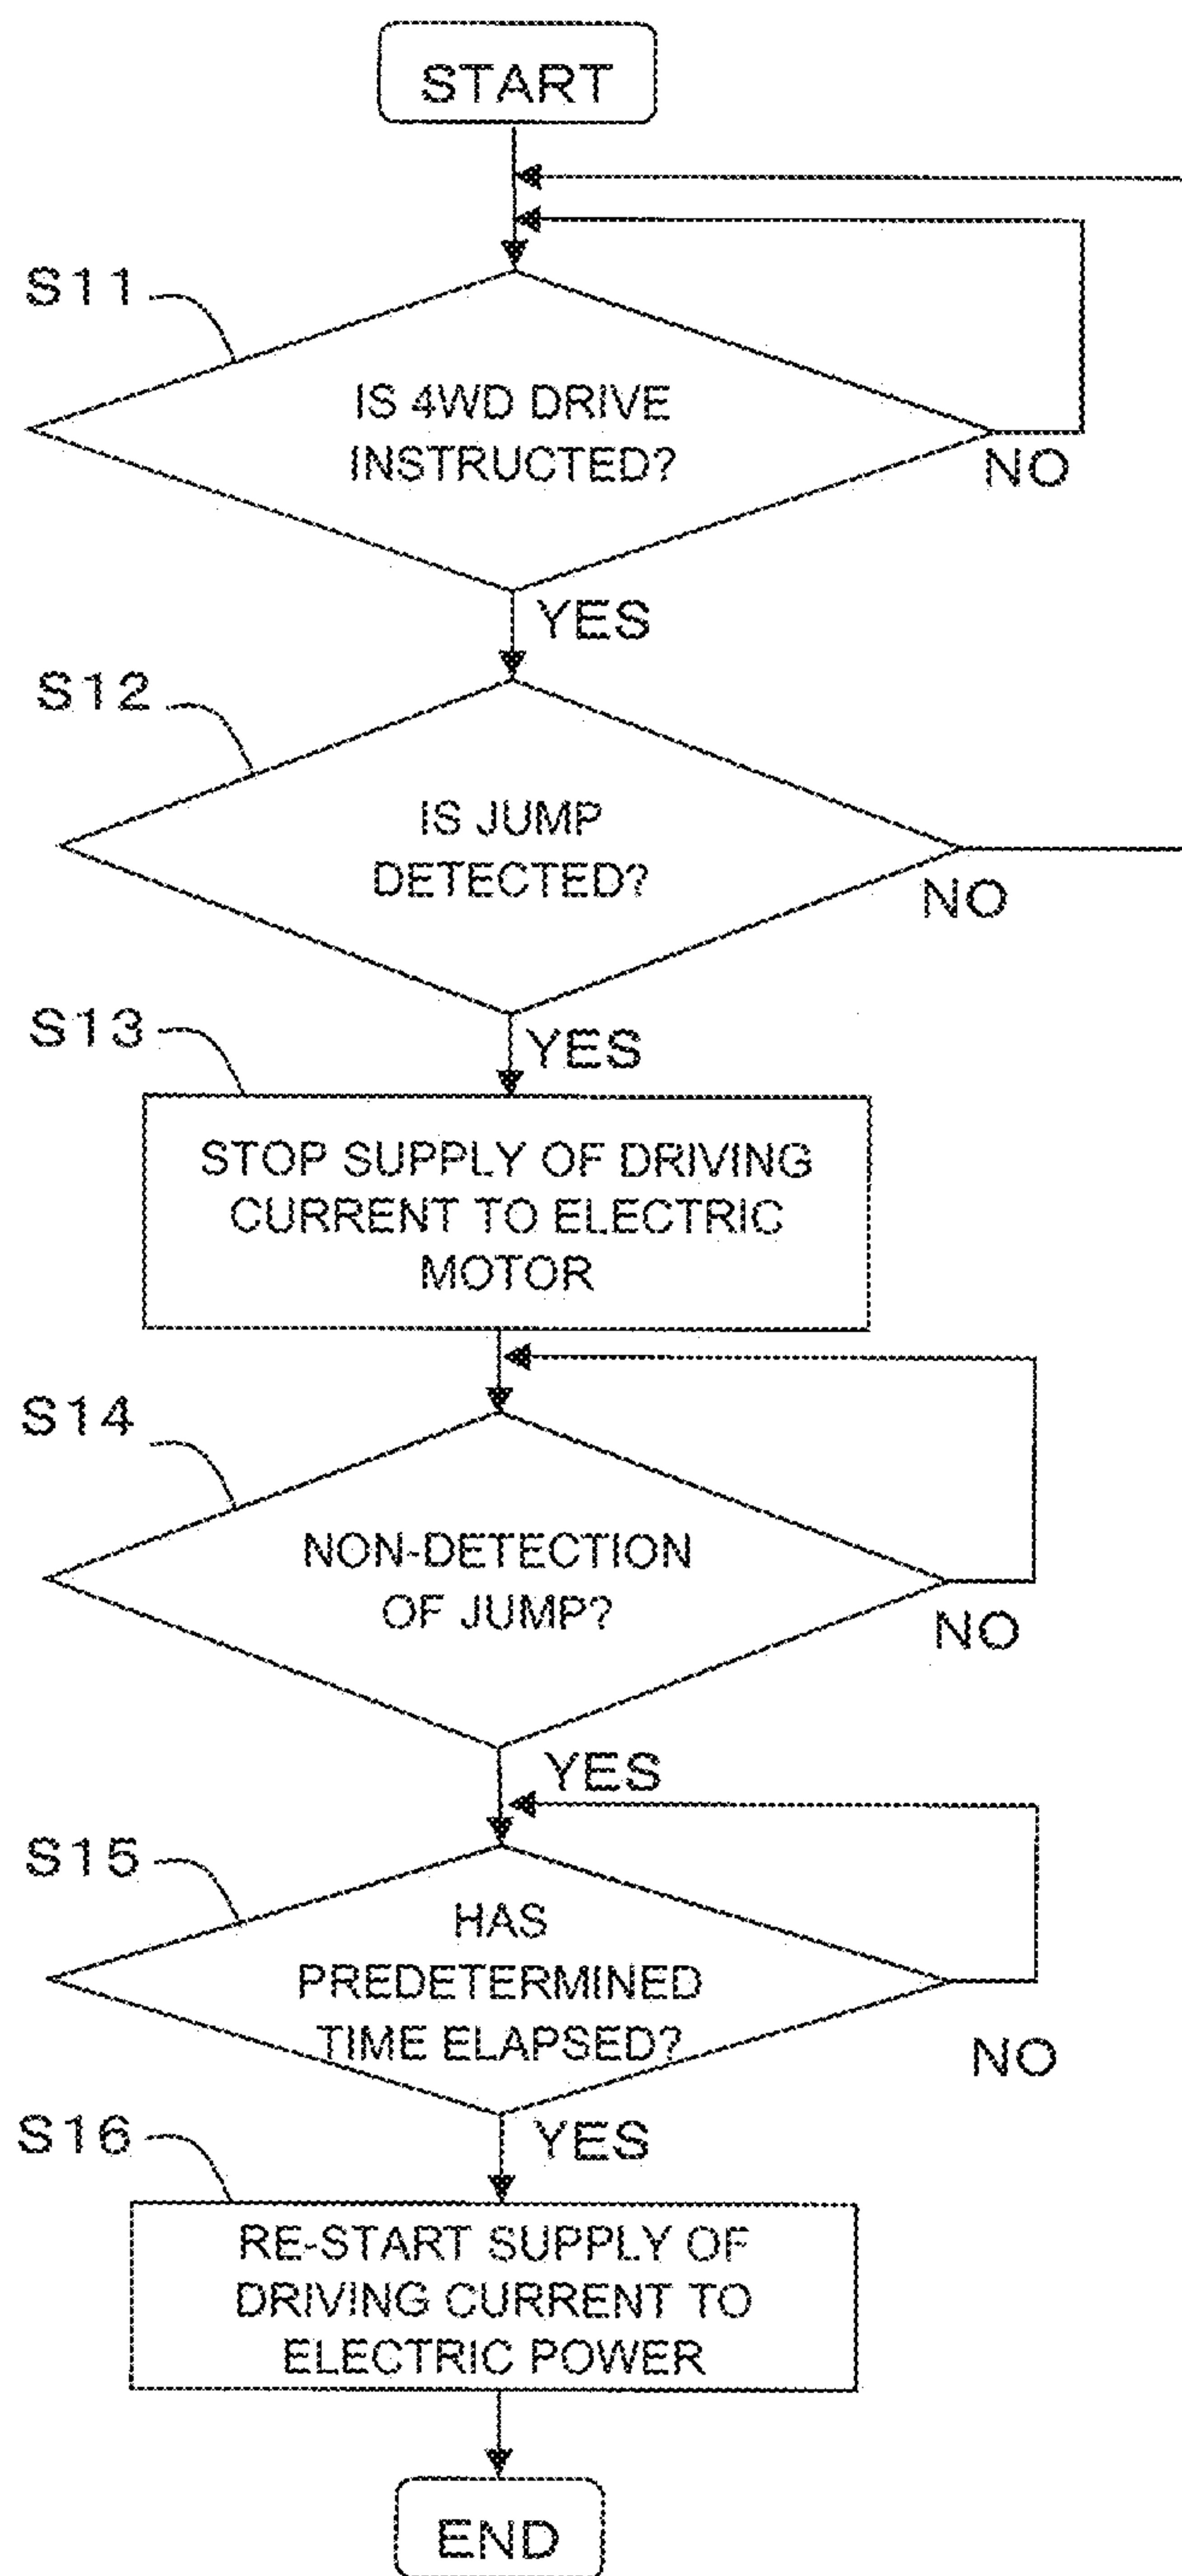 START
S11
IS 4WD DRIVE
INSTRUCTED?
NO
YES
S12
IS JUMP
DETECTED?
NO
YES
S13
STOP SUPPLY OF DRIVING
CURRENT TO ELECTRIC
MOTOR
S14
NON-DETECTION
OF JUMP?
NO
YES
S15
HAS
PREDETERMINED
TIME ELAPSED?
NO
YES
S16
RE-START SUPPLY OF
DRIVING CURRENT TO
ELECTRIC POWER
END